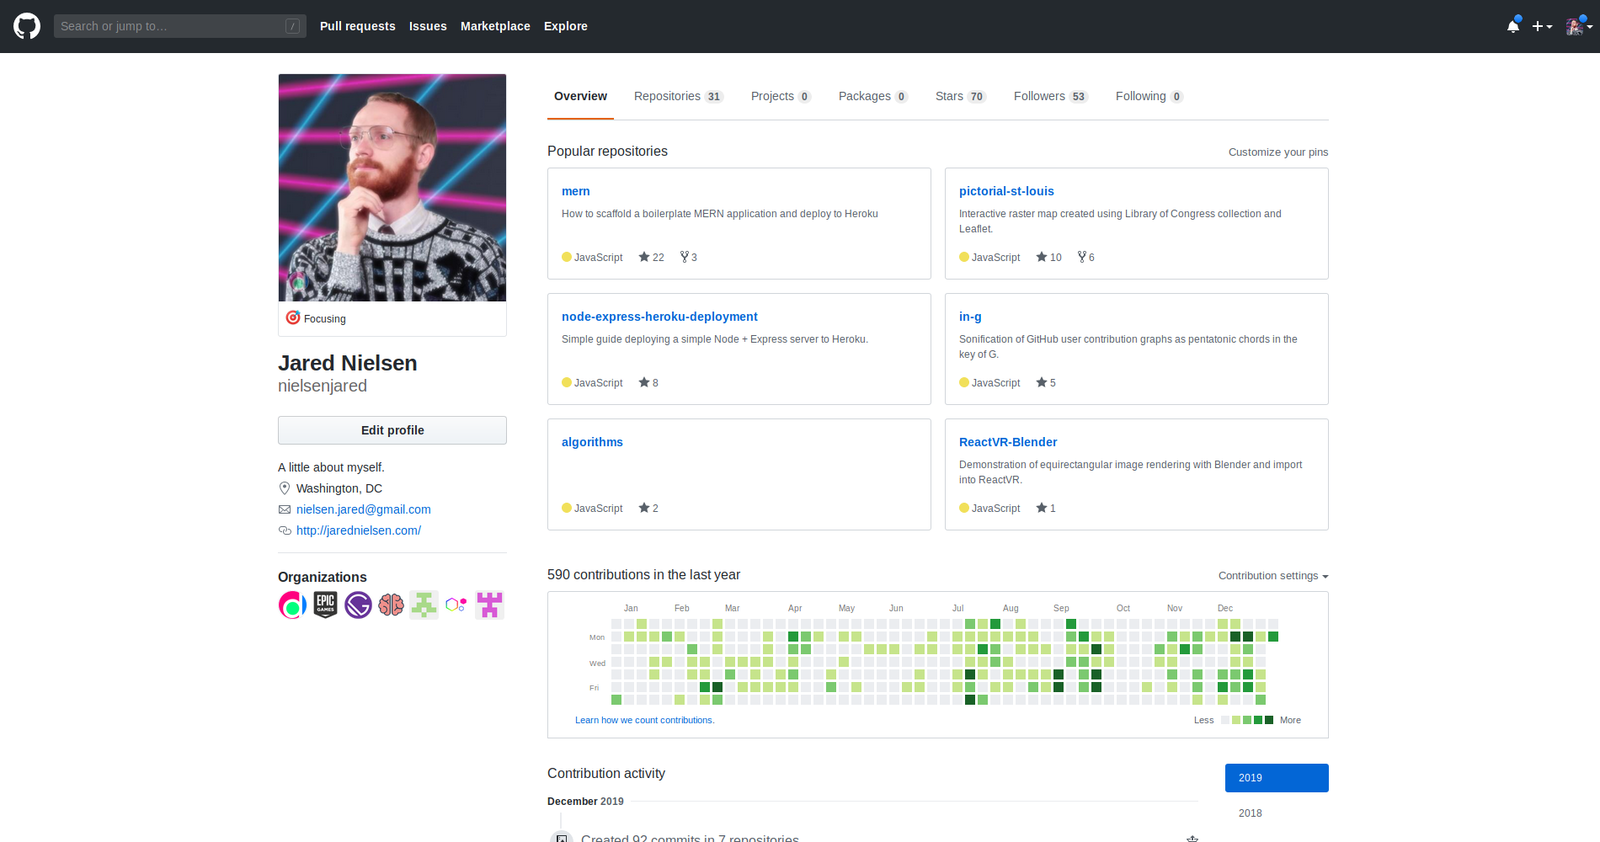 Search or jump to… /
Pull requests Issues Marketplace Explore
Focusing
Jared Nielsen
nielsenjared
Edit profile
A little about myself.
Washington, DC
nielsen.jared@gmail.com
http://jarednielsen.com/
Organizations
EPIC
GAMES
Overview Repositories 31 Projects 0 Packages 0 Stars 70 Followers 53 Following 0
Popular repositories
Customize your pins
mern
How to scaffold a boilerplate MERN application and deploy to Heroku
JavaScript 22 3
pictorial-st-louis
Interactive raster map created using Library of Congress collection and
Leaflet.
JavaScript 10 6
node-express-heroku-deployment
Simple guide deploying a simple Node + Express server to Heroku.
JavaScript 8
in-g
Sonification of GitHub user contribution graphs as pentatonic chords in the
key of G.
JavaScript 5
algorithms
JavaScript 2
ReactVR-Blender
Demonstration of equirectangular image rendering with Blender and import
into ReactVR.
JavaScript 1
590 contributions in the last year
Contribution settings
Jan Feb Mar Apr May Jun Jul Aug Sep Oct Nov Dec
Mon
Wed
Fri
Learn how we count contributions.
Less More
Contribution activity
2019
2018
December 2019
Created 92 commits in 7 repositories